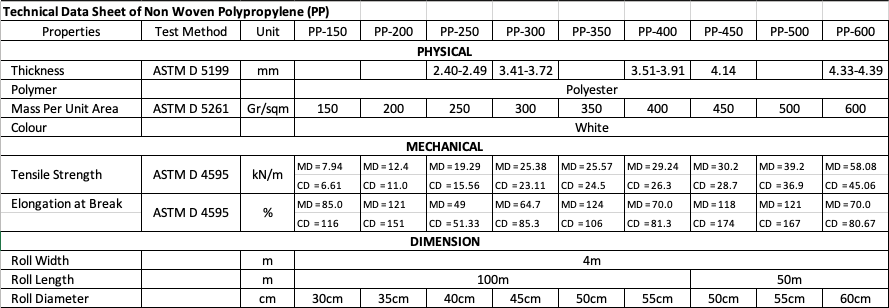 Technical Data Sheet of Non Woven Polypropylene (PP)
Properties Test Method Unit PP-150 PP-200 PP-250 PP-300 PP-350 PP-400 PP-450 PP-500 PP-600
PHYSICAL
Thickness ASTM D 5199 mm 2.40-2.49 3.41-3.72 3.51-3.91 4.14 4.33-4.39
Polymer Polyester
Mass Per Unit Area ASTM D 5261 Gr/sqm 150 200 250 300 350 400 450 500 600
Colour White
MECHANICAL
Tensile Strength ASTM D 4595 kN/m MD =7.94 MD =12.4 MD =19.29 MD =25.38 MD =25.57 MD =29.24 MD =30.2 MD =39.2 MD =58.08
CD =6.61 CD =11.0 CD =15.56 CD =23.11 CD =24.5 CD =26.3 CD =28.7 CD =36.9 CD =45.06
Elongation at Break ASTM D 4595 % MD =85.0 MD =121 MD =49 MD =64.7 MD =124 MD =70.0 MD =118 MD =121 MD =70.0
CD =116 CD =151 CD =51.33 CD =85.3 CD =106 CD =81.3 CD =174 CD =167 CD =80.67
DIMENSION
Roll Width m 4m
Roll Length m 100m 50m
Roll Diameter cm 30cm 35cm 40cm 45cm 50cm 55cm 50cm 55cm 60cm